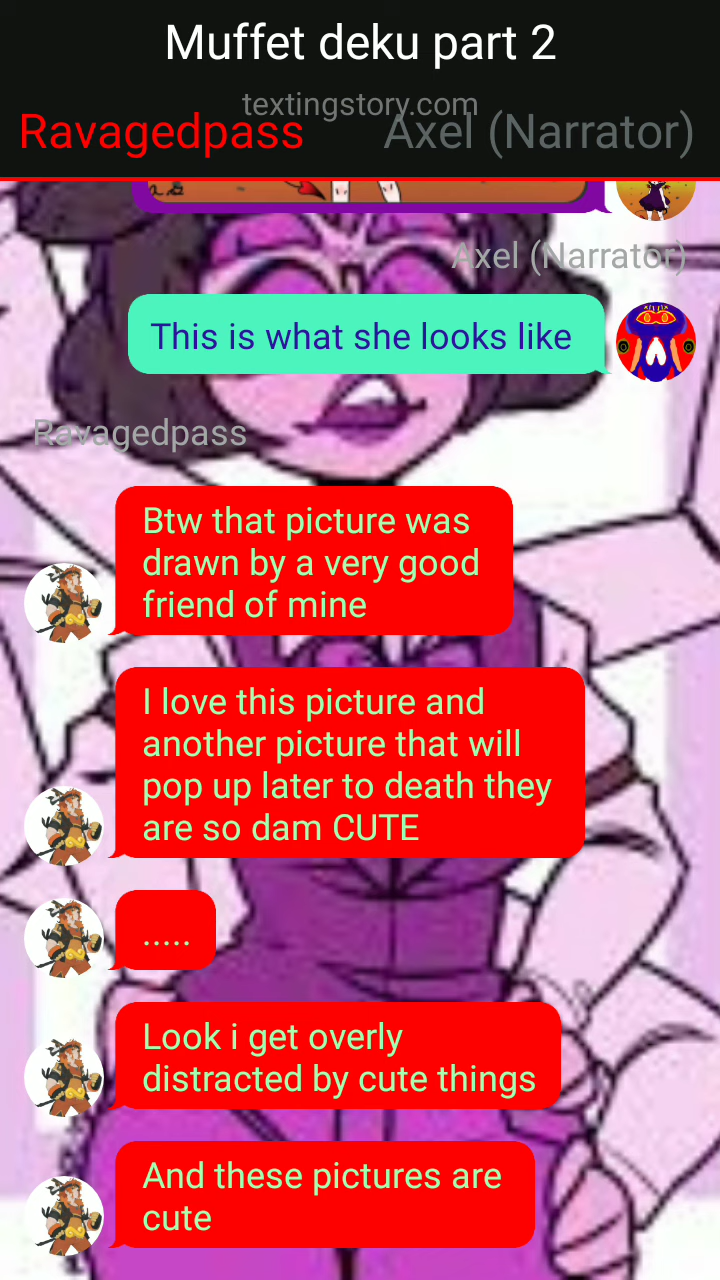 Muffet deku part 2
textingstory.com
Ravagedpass
Axel (Narrator)
Axel (Narrator)
This is what she looks like
Ravagedpass
Btw that picture was
drawn by a very good
friend of mine
I love this picture and
another picture that will
pop up later to death they
are so dam CUTE
.....
Look i get overly
distracted by cute things
And these pictures are
cute